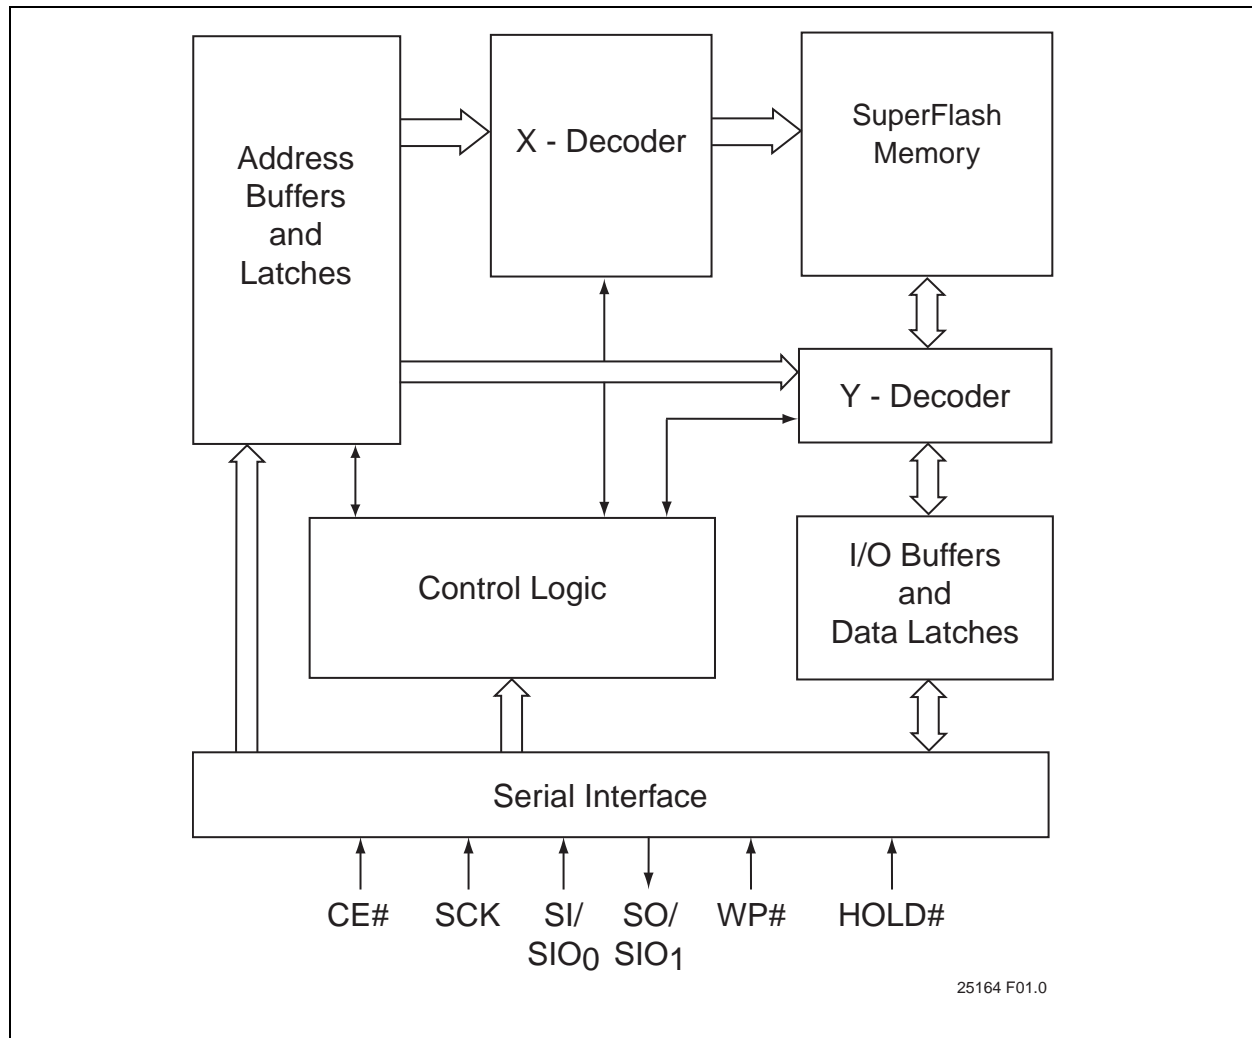 Address
Buffers
and
Latches
X - Decoder
SuperFlash
Memory
Y - Decoder
Control Logic
I/O Buffers
and
Data Latches
Serial Interface
CE#
SCK
SI/
SIO0
SO/
SIO1
WP#
HOLD#
25164 F01.0